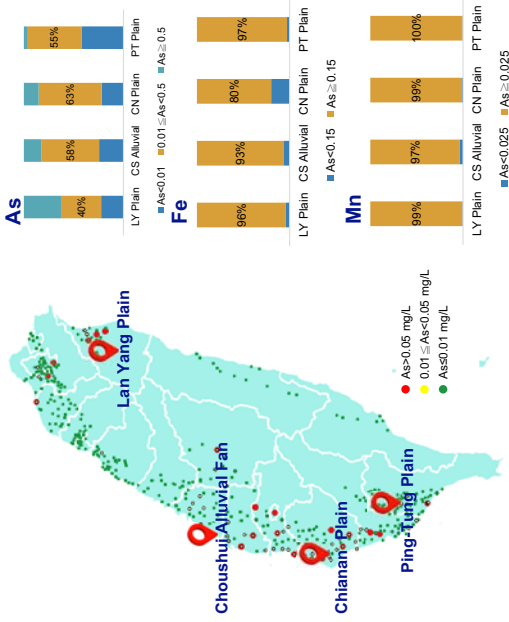 Lan Yang Plain
Choushui Alluvial Fan
Chianan Plain
Ping-Tung Plain
As>0.05 mg/L
0.01≦As<0.05 mg/L
As≤0.01 mg/L
As
40%
58%
63%
55%
LY Plain
CS Alluvial
CN Plain
PT Plain
As<0.01
0.01≦As<0.5
As≧0.5
Fe
96%
93%
80%
97%
LY Plain
CS Alluvial
CN Plain
PT Plain
As<0.15
As≧0.15
Mn
99%
97%
99%
100%
LY Plain
CS Alluvial
CN Plain
PT Plain
As<0.025
As≧0.025